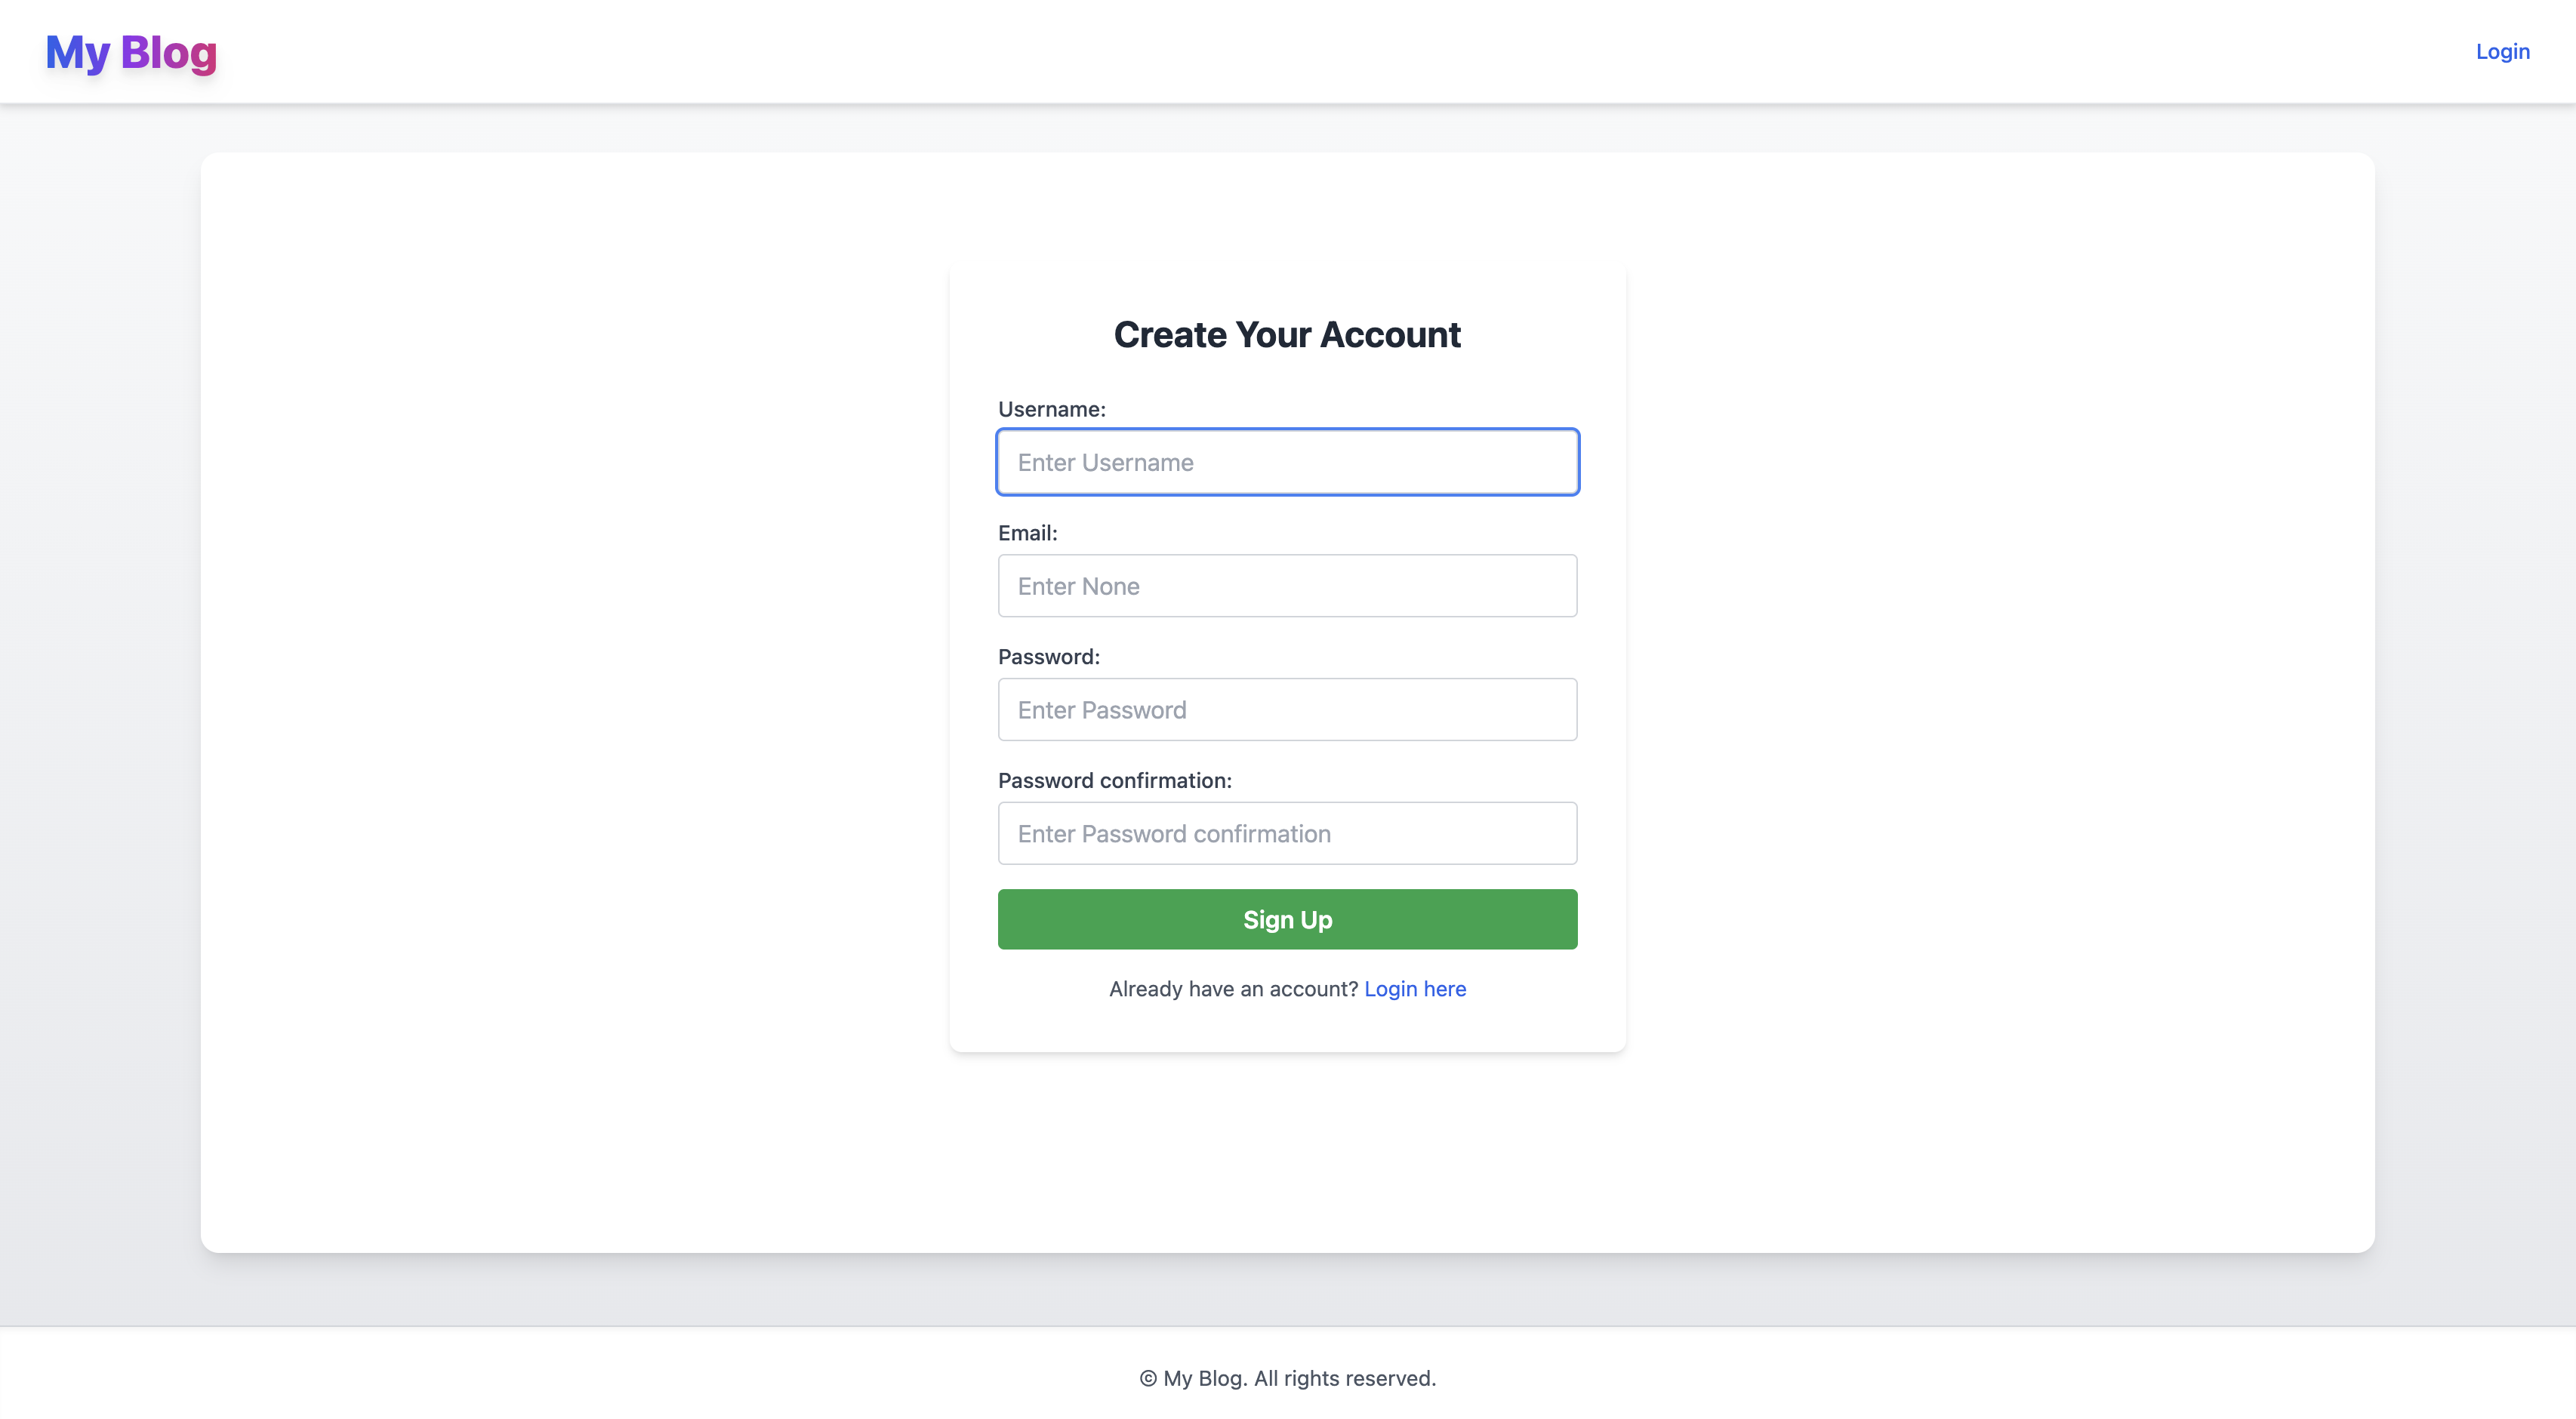 My Blog
Login
Create Your Account
Username:
Enter Username
Email:
Enter None
Password:
Enter Password
Password confirmation:
Enter Password confirmation
Sign Up
Already have an account? Login here
© My Blog. All rights reserved.